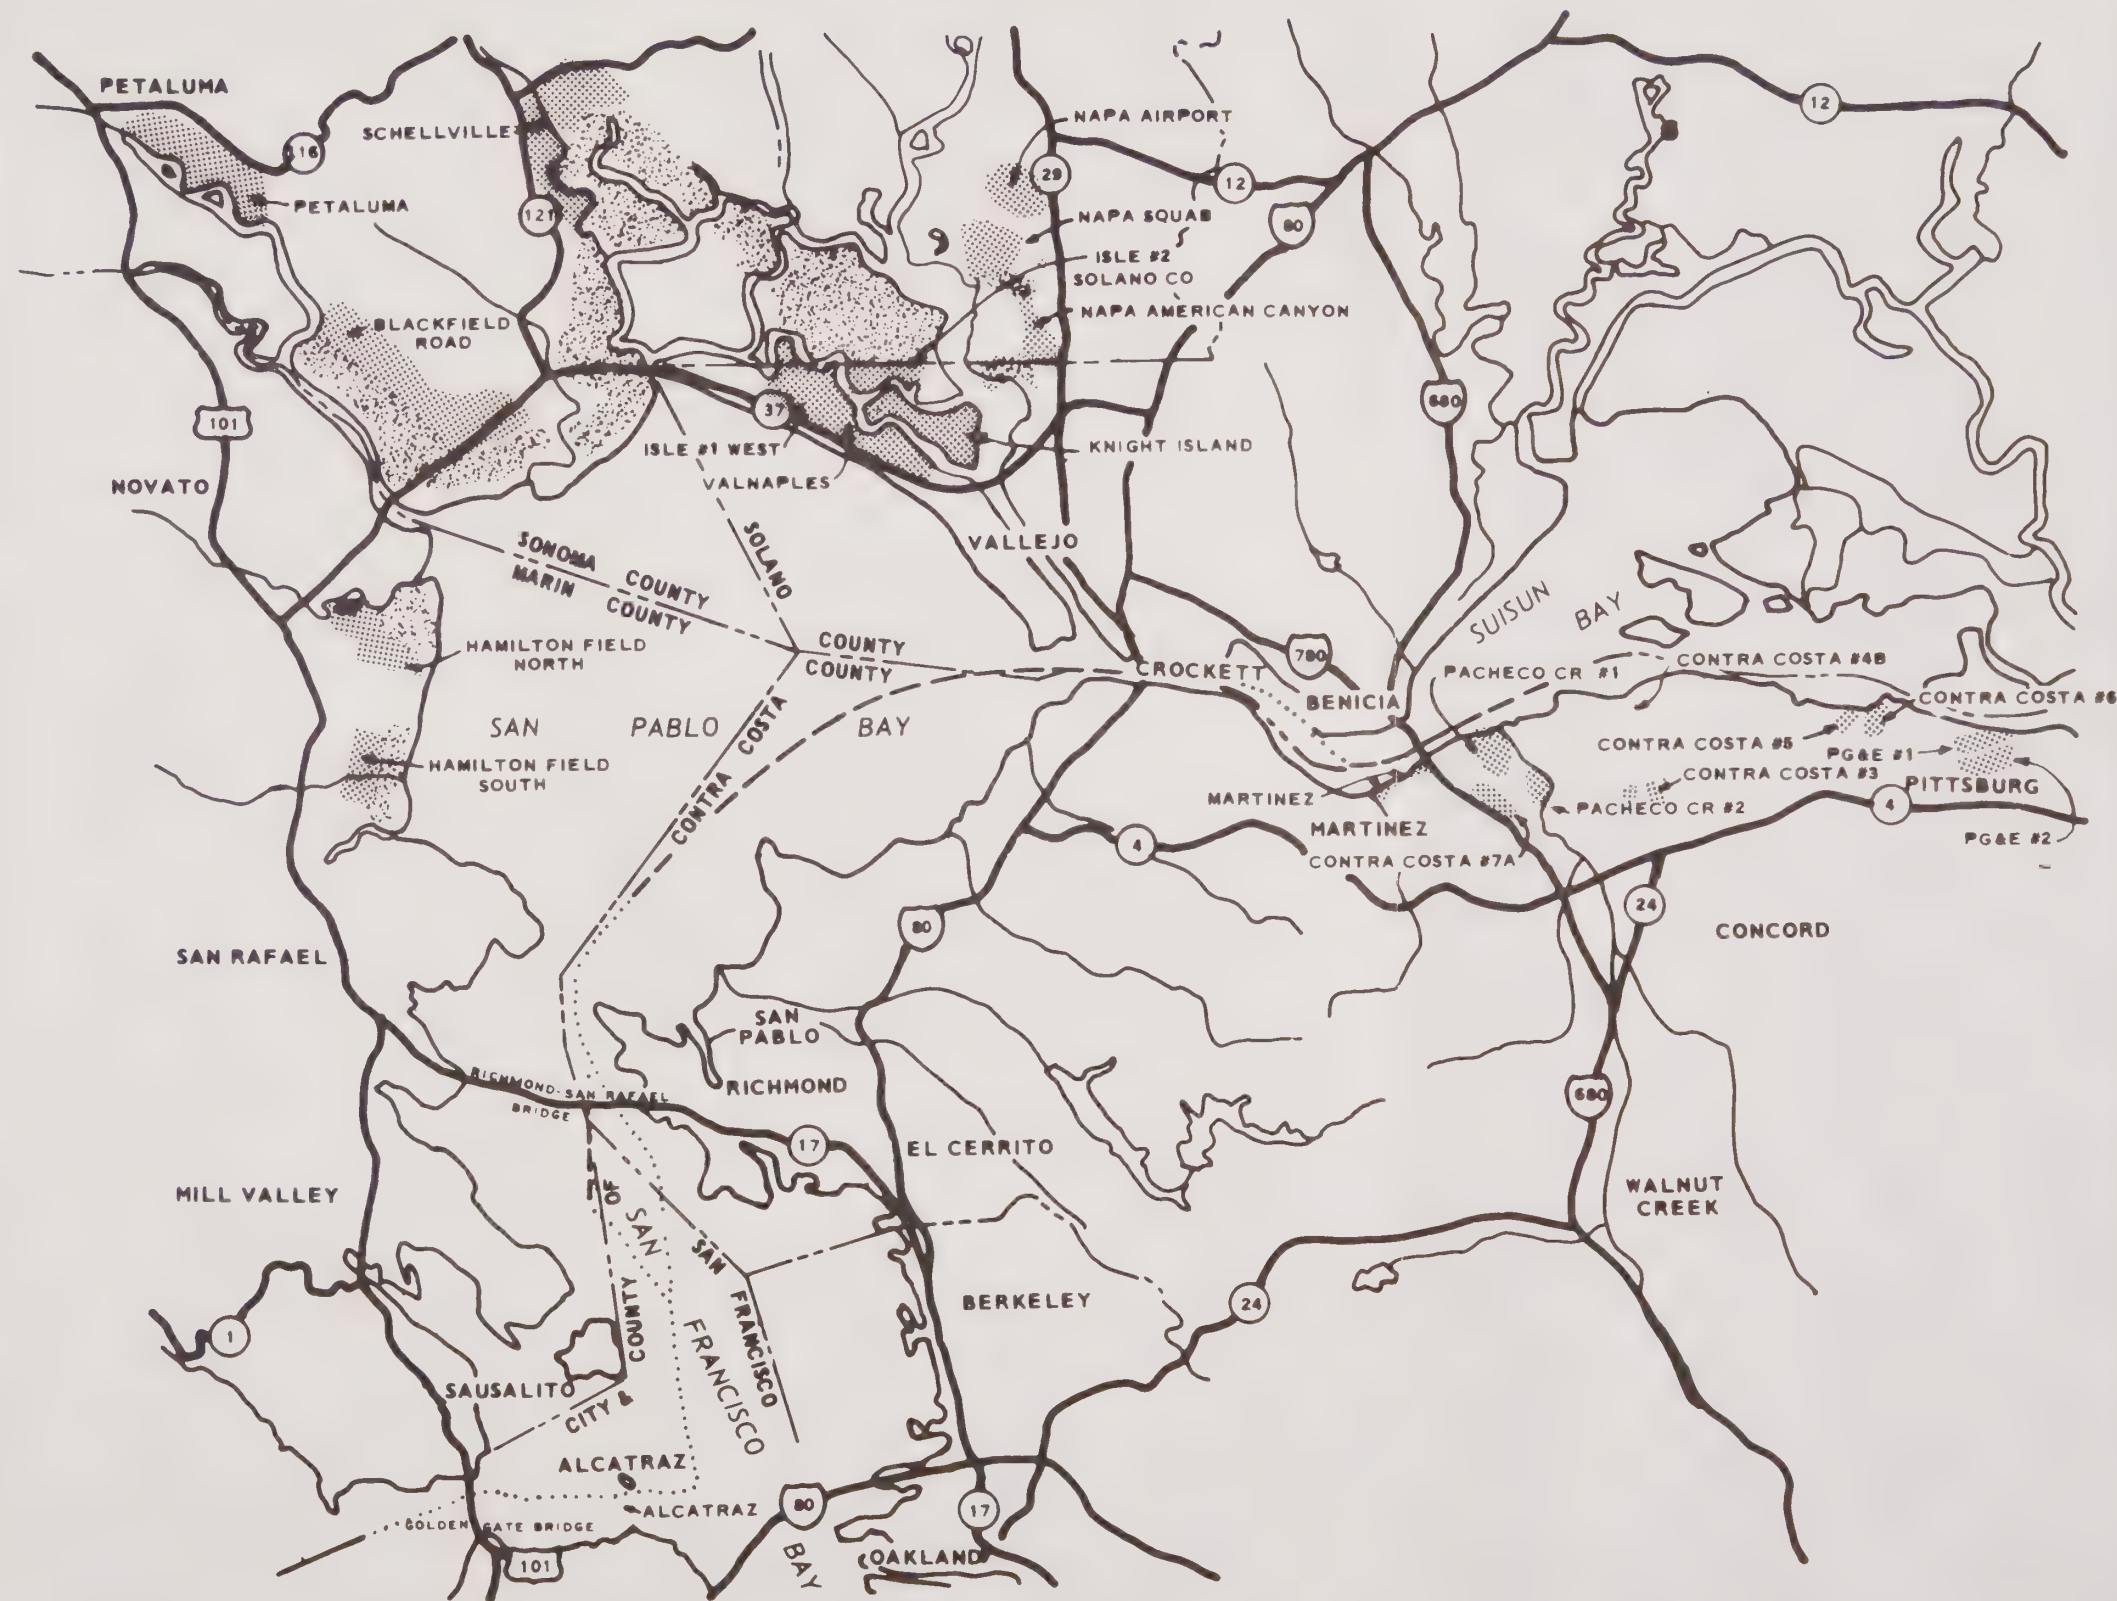 PETALUMA
SCHELLVILLE
116
PETALUMA
121
NAPA AIRPORT
29
12
12
NAPA SQUAB
80
ISLE #2
SOLANO CO
NAPA AMERICAN CANYON
BLACKFIELD
ROAD
101
37
680
ISLE #1 WEST
KNIGHT ISLAND
VALNAPLES
NOVATO
VALLEJO
SONOMA COUNTY
MARIN COUNTY
SOLANO
COUNTY
COUNTY
CONTRA COSTA
SUISUN BAY
HAMILTON FIELD
NORTH
CROCKETT
780
BENICIA
PACHECO CR #1
CONTRA COSTA #4B
CONTRA COSTA #6
SAN PABLO BAY
CONTRA COSTA #5
PG&E #1
HAMILTON FIELD
SOUTH
CONTRA COSTA #3
PITTSBURG
MARTINEZ
PACHECO CR #2
4
MARTINEZ
PG&E #2
4
CONTRA COSTA #7A
24
CONCORD
80
SAN RAFAEL
SAN
PABLO
RICHMOND-SAN RAFAEL
BRIDGE
RICHMOND
680
17
EL CERRITO
MILL VALLEY
WALNUT
CREEK
CITY & COUNTY OF
SAN FRANCISCO
SAN FRANCISCO BAY
BERKELEY
24
1
SAUSALITO
ALCATRAZ
ALCATRAZ
80
17
GOLDEN GATE BRIDGE
101
OAKLAND